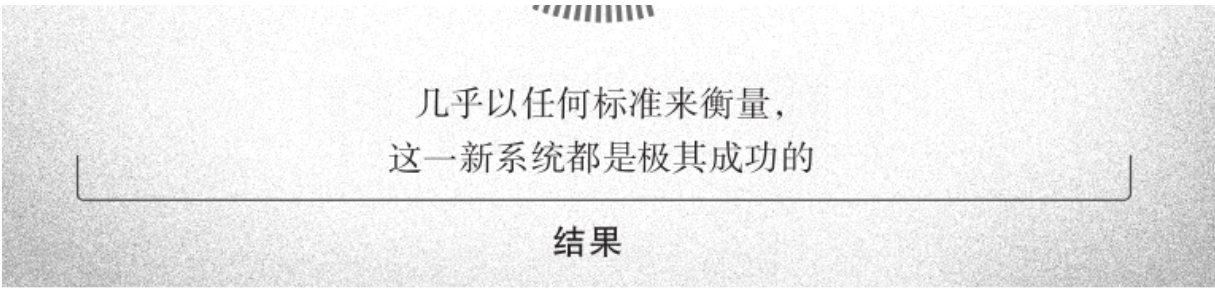 几乎以任何标准来衡量，
这一新系统都是极其成功的
结果